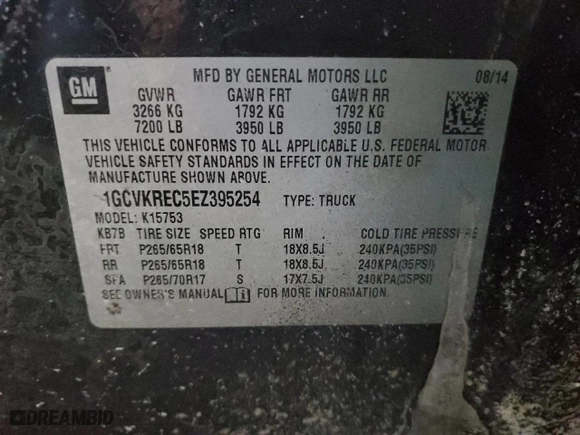 GM
MFD BY GENERAL MOTORS LLC 08/14
GVWR GAWR FRT GAWR RR
3266 KG 1792 KG 1792 KG
7200 LB 3950 LB 3950 LB
THIS VEHICLE CONFORMS TO ALL APPLICABLE U.S. FEDERAL MOTOR
VEHICLE SAFETY STANDARDS IN EFFECT ON THE DATE OF
MANUFACTURE SHOWN ABOVE.
1GCVKREC5EZ395254 TYPE: TRUCK
MODEL: K15753
KB7B TIRE SIZE SPEED RTG RIM COLD TIRE PRESSURE
FRT P265/65R18 T 18X8.5J 240KPA(35PSI)
RR P265/65R18 T 18X8.5J 240KPA(35PSI)
SPA P265/70R17 S 17X7.5J 240KPA(35PSI)
SEE OWNER'S MANUAL FOR MORE INFORMATION.
DREAMBID